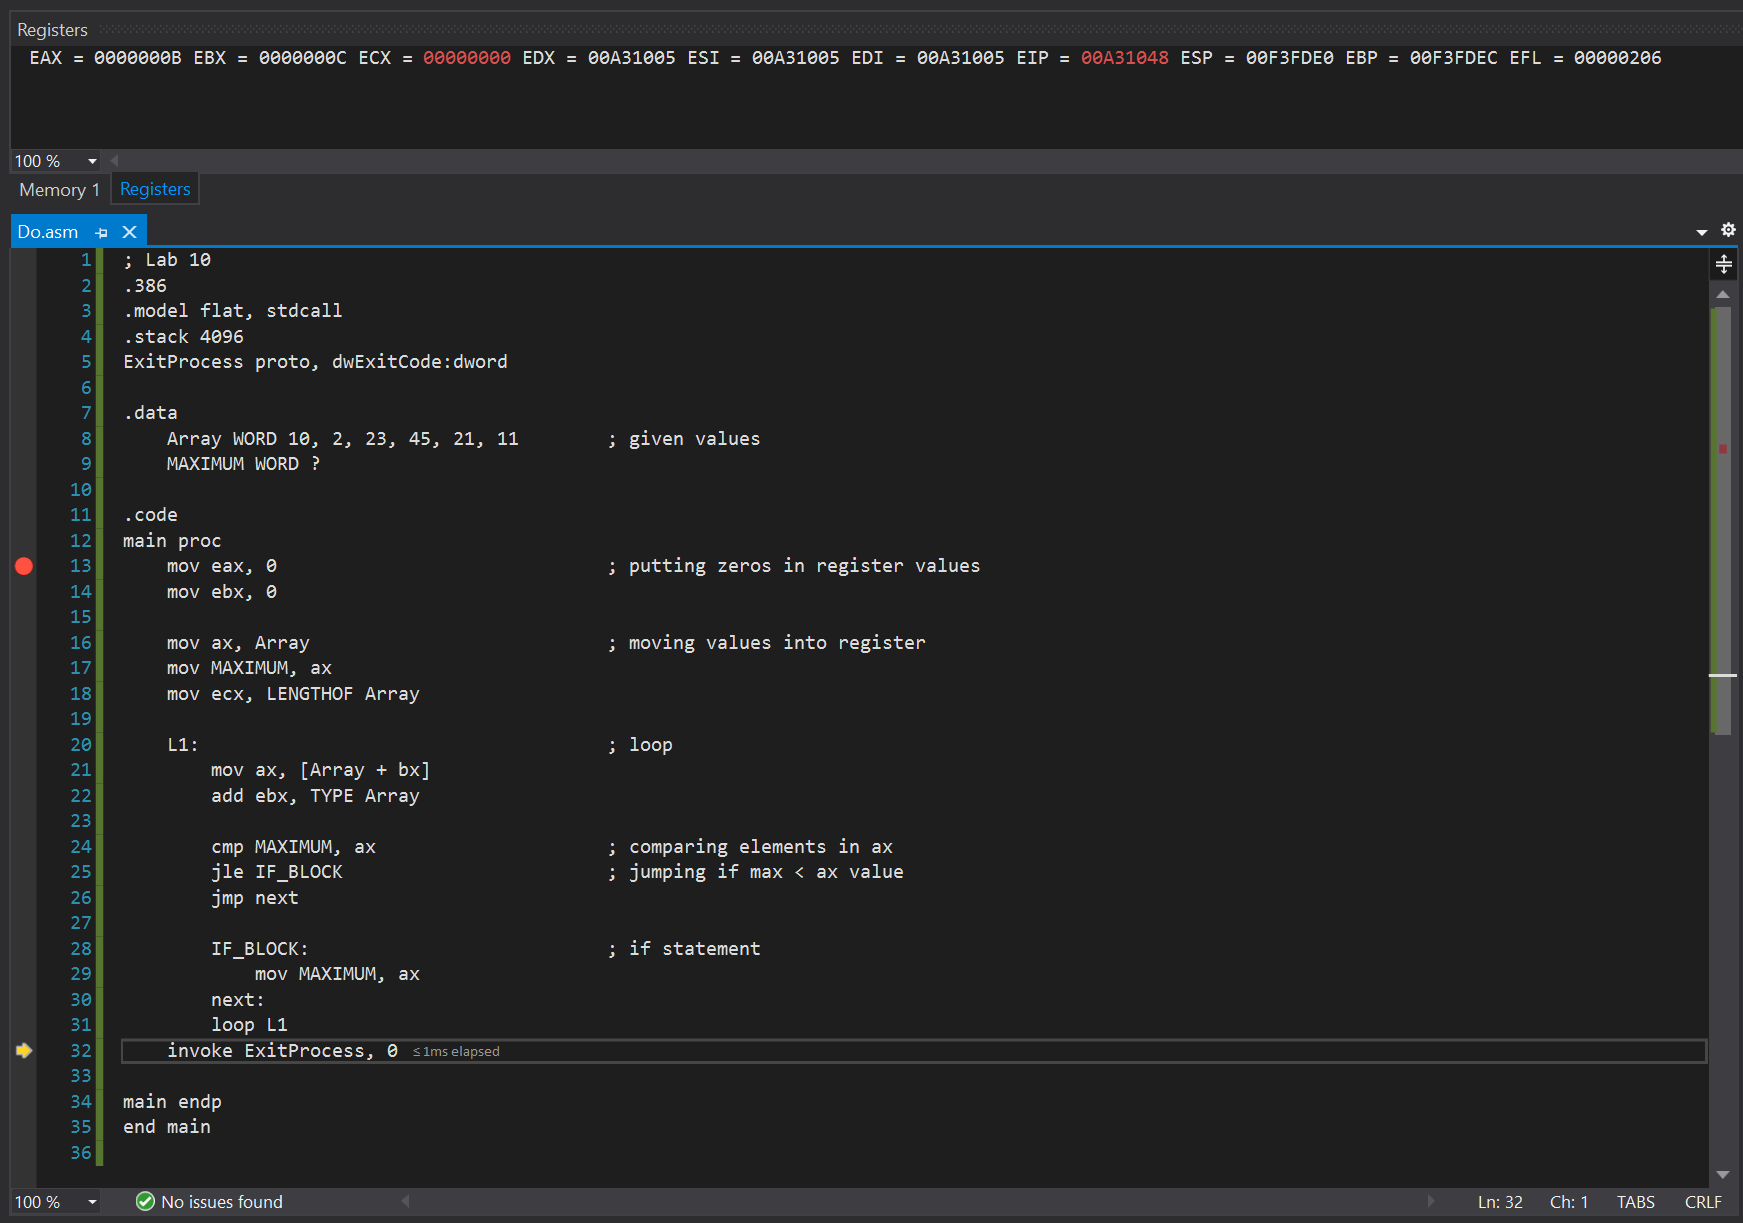 Registers
EAX = 0000000B EBX = 0000000C ECX = 00000000 EDX = 00A31005 ESI = 00A31005 EDI = 00A31005 EIP = 00A31048 ESP = 00F3FDE0 EBP = 00F3FDEC EFL = 00000206
100 %
Memory 1 Registers
Do.asm
1 ; Lab 10
2 .386
3 .model flat, stdcall
4 .stack 4096
5 ExitProcess proto, dwExitCode:dword
6
7 .data
8 Array WORD 10, 2, 23, 45, 21, 11 ; given values
9 MAXIMUM WORD ?
10
11 .code
12 main proc
13 mov eax, 0 ; putting zeros in register values
14 mov ebx, 0
15
16 mov ax, Array ; moving values into register
17 mov MAXIMUM, ax
18 mov ecx, LENGTHOF Array
19
20 L1: ; loop
21 mov ax, [Array + bx]
22 add ebx, TYPE Array
23
24 cmp MAXIMUM, ax ; comparing elements in ax
25 jle IF_BLOCK ; jumping if max < ax value
26 jmp next
27
28 IF_BLOCK: ; if statement
29 mov MAXIMUM, ax
30 next:
31 loop L1
32 invoke ExitProcess, 0 ≤1ms elapsed
33
34 main endp
35 end main
36
100 % No issues found Ln: 32 Ch: 1 TABS CRLF